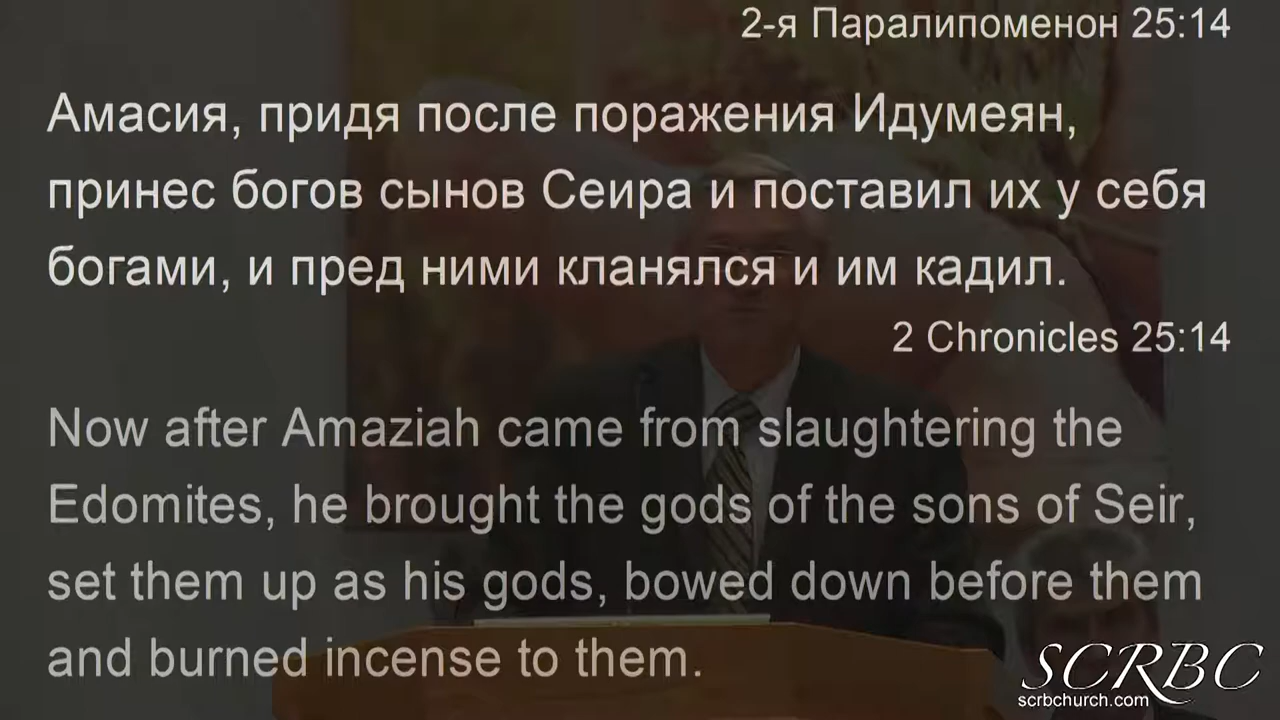 2-я Паралипоменон 25:14
Амасия, придя после поражения Идумеян,
принес богов сынов Сеира и поставил их у себя
богами, и пред ними кланялся и им кадил.
2 Chronicles 25:14
Now after Amaziah came from slaughtering the
Edomites, he brought the gods of the sons of Seir,
set them up as his gods, bowed down before them
and burned incense to them.
SCRBC
scrbchurch.com